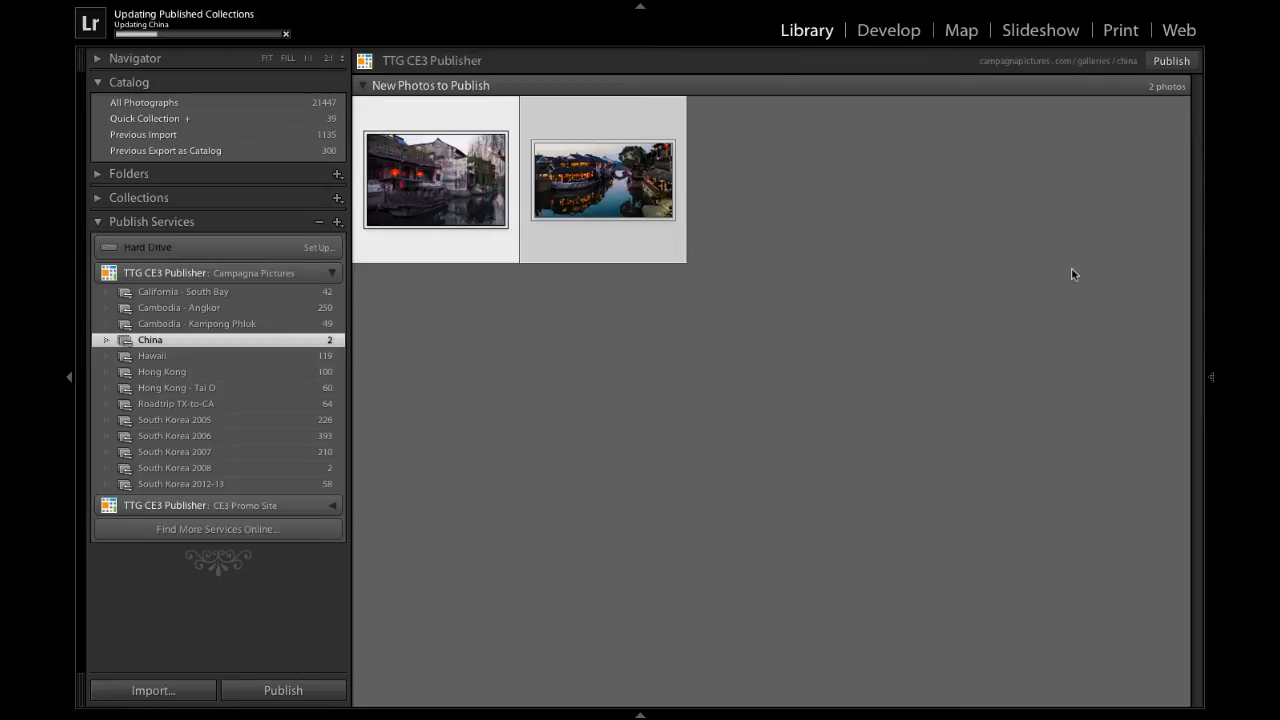 Lr
Updating Published Collections
Updating China
Library | Develop | Map | Slideshow | Print | Web
Navigator FIT FILL 1:1 2:1
Catalog
All Photographs 21447
Quick Collection + 39
Previous Import 1135
Previous Export as Catalog 300
Folders
Collections
Publish Services
Hard Drive Set Up...
TTG CE3 Publisher: Campagna Pictures
California - South Bay 42
Cambodia - Angkor 250
Cambodia - Kampong Phluk 49
China 2
Hawaii 119
Hong Kong 100
Hong Kong - Tai O 60
Roadtrip TX-to-CA 64
South Korea 2005 226
South Korea 2006 393
South Korea 2007 210
South Korea 2008 2
South Korea 2012-13 58
TTG CE3 Publisher: CE3 Promo Site
Find More Services Online...
Import... Publish
TTG CE3 Publisher campagnapictures . com / galleries / china Publish
New Photos to Publish 2 photos